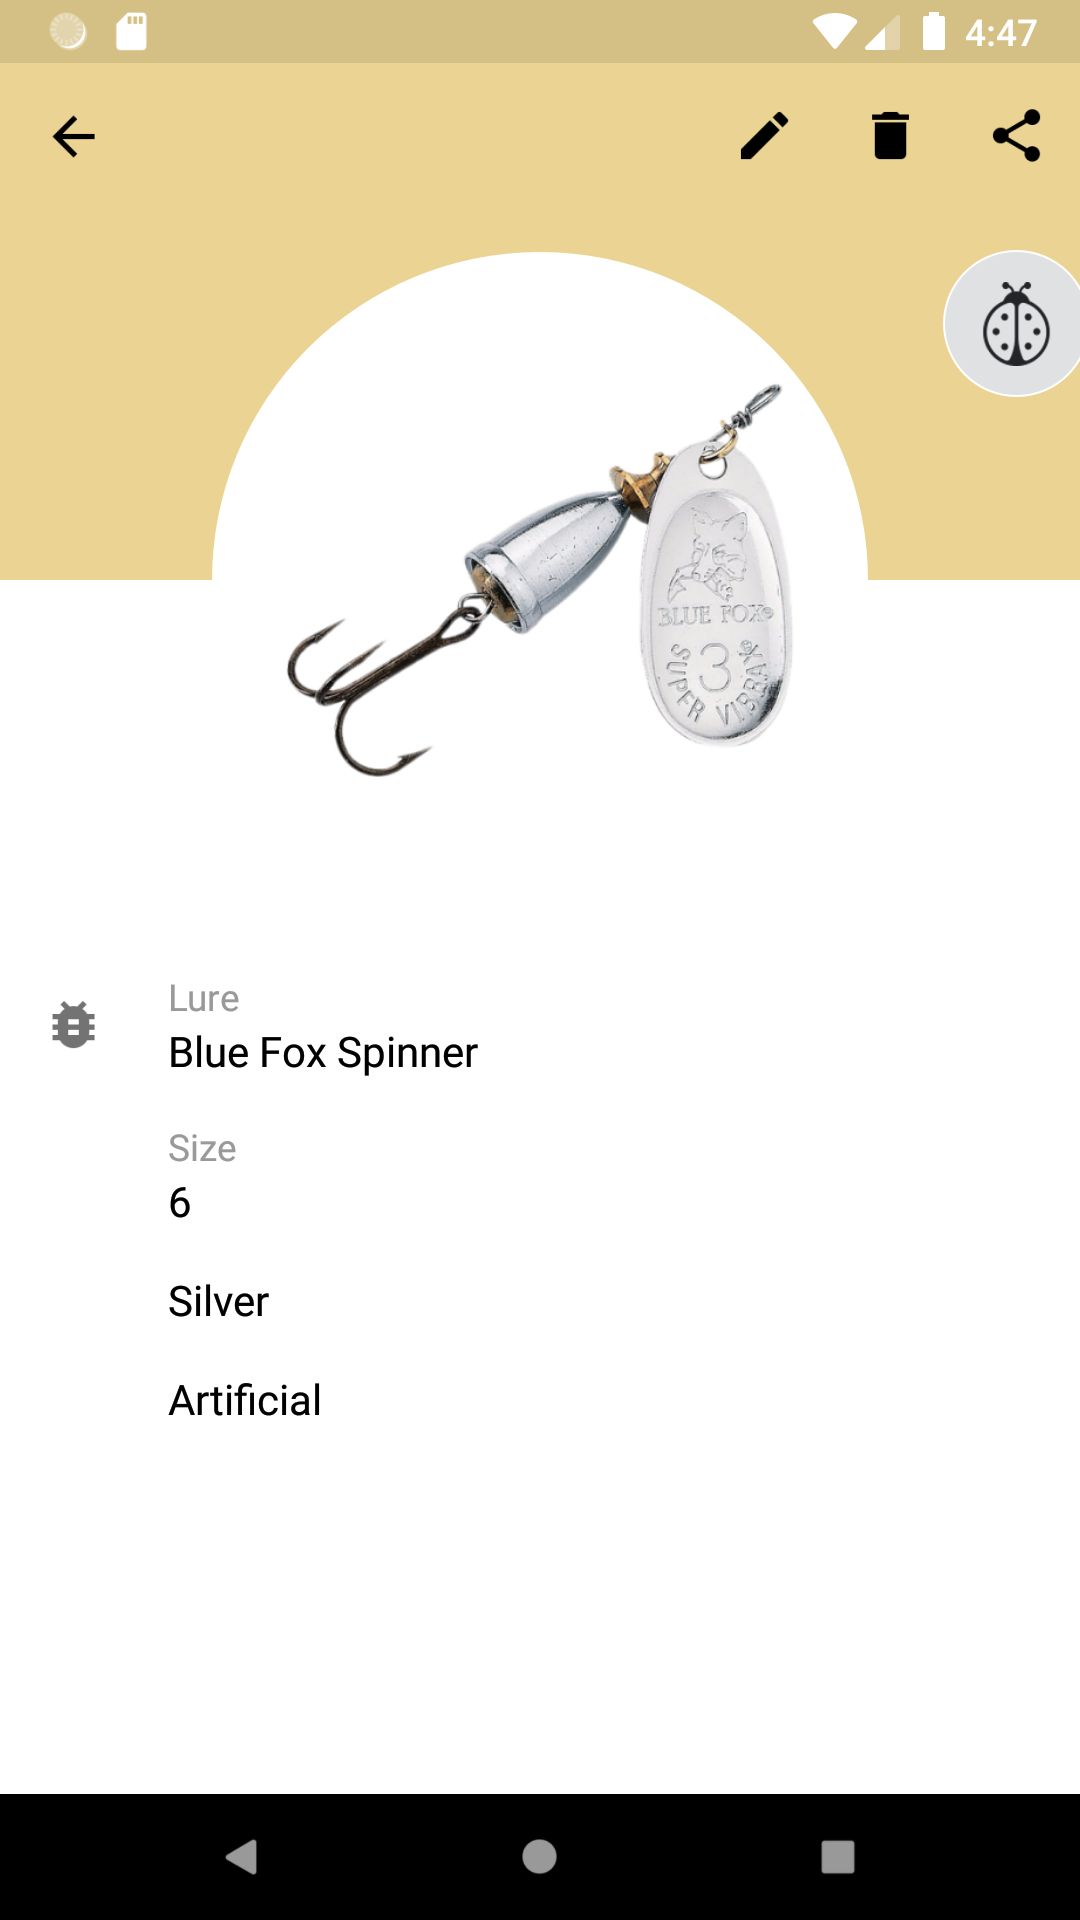 4:47
BLUE FOX®
3
SUPER VIBRAX®
Lure
Blue Fox Spinner
Size
6
Silver
Artificial